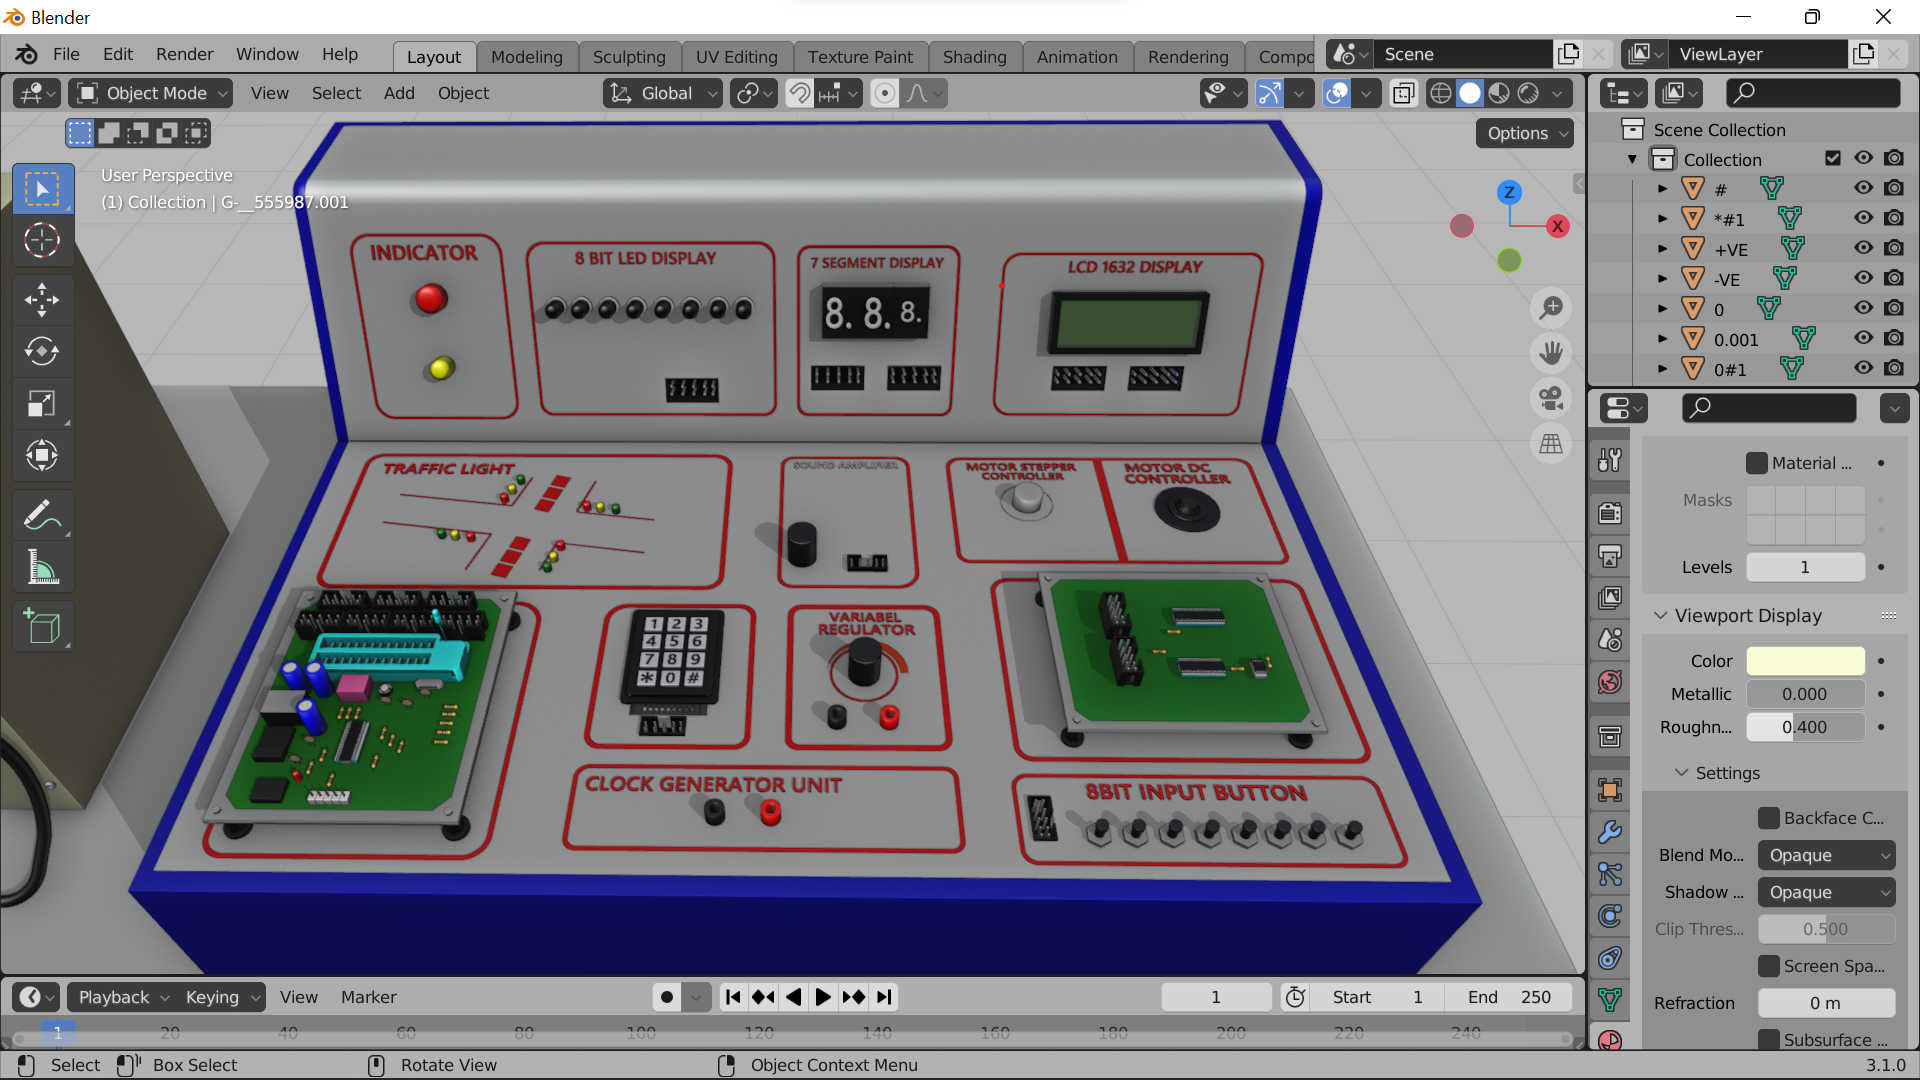 Blender
File Edit Render Window Help Layout Modeling Sculpting UV Editing Texture Paint Shading Animation Rendering Compo Scene ViewLayer
Object Mode View Select Add Object Global
Options
User Perspective
(1) Collection | G-__555987.001
Z
X
INDICATOR
8 BIT LED DISPLAY
7 SEGMENT DISPLAY
LCD 1632 DISPLAY
8. 8. 8.
TRAFFIC LIGHT
SOUND AMPLIFIER
MOTOR STEPPER
CONTROLLER
MOTOR DC
CONTROLLER
1 2 3
4 5 6
7 8 9
* 0 #
VARIABEL
REGULATOR
CLOCK GENERATOR UNIT
8BIT INPUT BUTTON
Scene Collection
Collection
#
*#1
+VE
-VE
0
0.001
0#1
Material ...
Masks
Levels 1
Viewport Display
Color
Metallic 0.000
Roughn... 0.400
Settings
Backface C...
Blend Mo... Opaque
Shadow ... Opaque
Clip Thres... 0.500
Screen Spa...
Refraction 0 m
Subsurface ...
Playback Keying View Marker 1 Start 1 End 250
1 20 40 60 80 100 120 140 160 180 200 220 240
Select Box Select Rotate View Object Context Menu 3.1.0